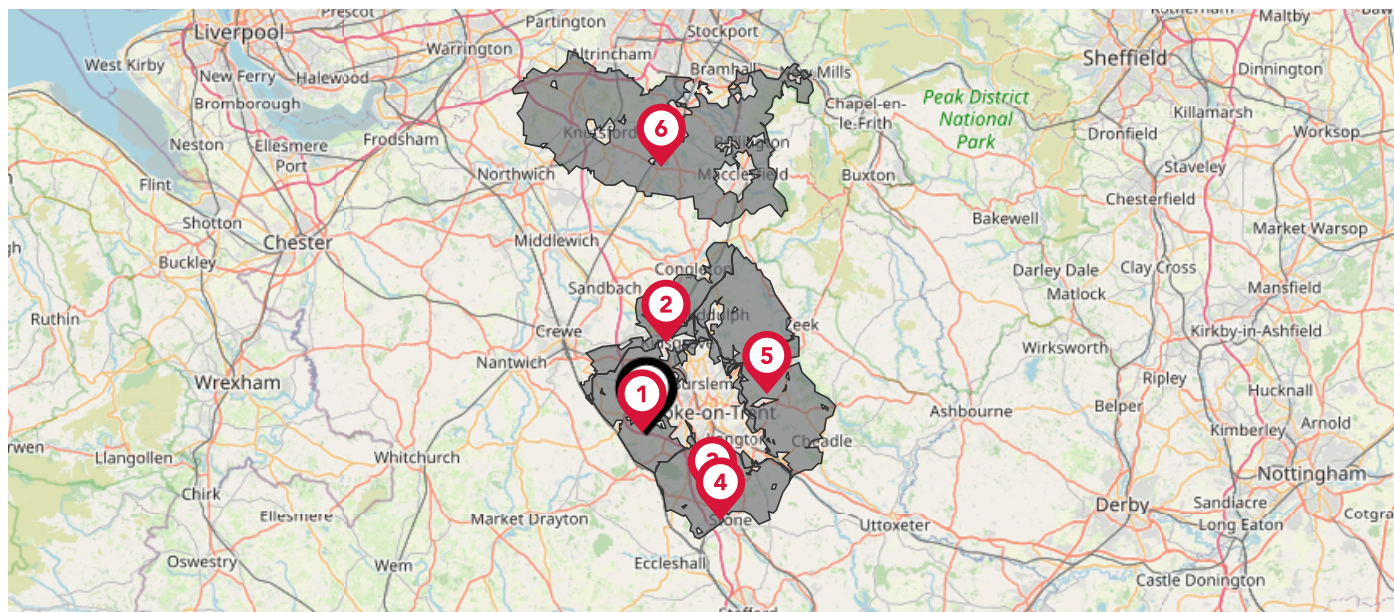 Prescot
Partington
Rotherham
Maltby
Liverpool
Stockport
Warrington
Altrincham
Sheffield
West Kirby
New Ferry
Halewood
Bramhall
Mills
Dinnington
Bromborough
Chapel-en-
le-Frith
Peak District
National
Park
Killamarsh
Neston
Frodsham
Knutsford
6
Dronfield
Worksop
Ellesmere
Port
Staveley
Flint
Northwich
Macclesfield
Buxton
Chesterfield
Shotton
Bakewell
Market Warsop
Chester
Middlewich
Buckley
Congleton
Darley Dale
Clay Cross
Sandbach
Matlock
Mansfield
2
Ruthin
Crewe
Leek
Kirkby-in-Ashfield
Nantwich
5
Wirksworth
Wrexham
Ripley
Hucknall
1
Burslem
oke-on-Trent
Ashbourne
Belper
Arnold
Kimberley
Cheadle
Llangollen
Whitchurch
3
Nottingham
4
Chirk
Derby
Sandiacre
Ellesmere
Market Drayton
Stone
Uttoxeter
Long Eaton
Oswestry
Wem
Eccleshall
Castle Donington
Stafford